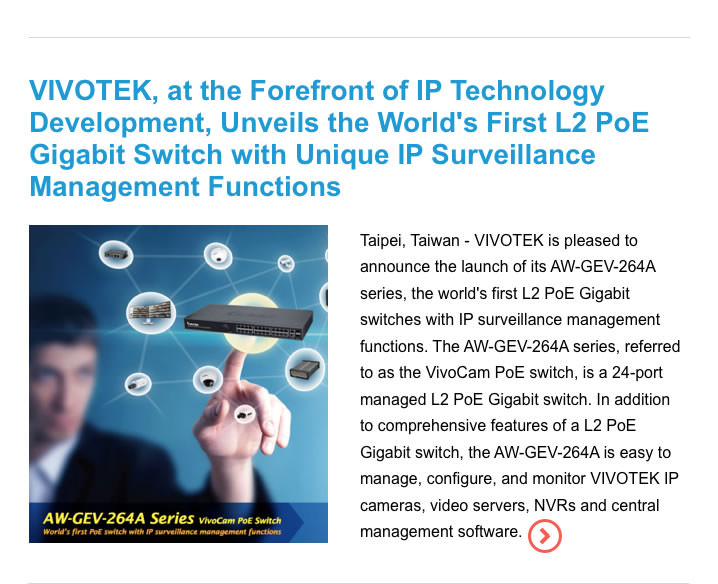 VIVOTEK, at the Forefront of IP Technology
Development, Unveils the World's First L2 PoE
Gigabit Switch with Unique IP Surveillance
Management Functions
Taipei, Taiwan - VIVOTEK is pleased to
announce the launch of its AW-GEV-264A
series, the world's first L2 PoE Gigabit
switches with IP surveillance management
functions. The AW-GEV-264A series, referred
to as the VivoCam PoE switch, is a 24-port
managed L2 PoE Gigabit switch. In addition
to comprehensive features of a L2 PoE
Gigabit switch, the AW-GEV-264A is easy to
manage, configure, and monitor VIVOTEK IP
cameras, video servers, NVRs and central
management software.
AW-GEV-264A Series VivoCam PoE Switch
World's first PoE switch with IP surveillance management functions